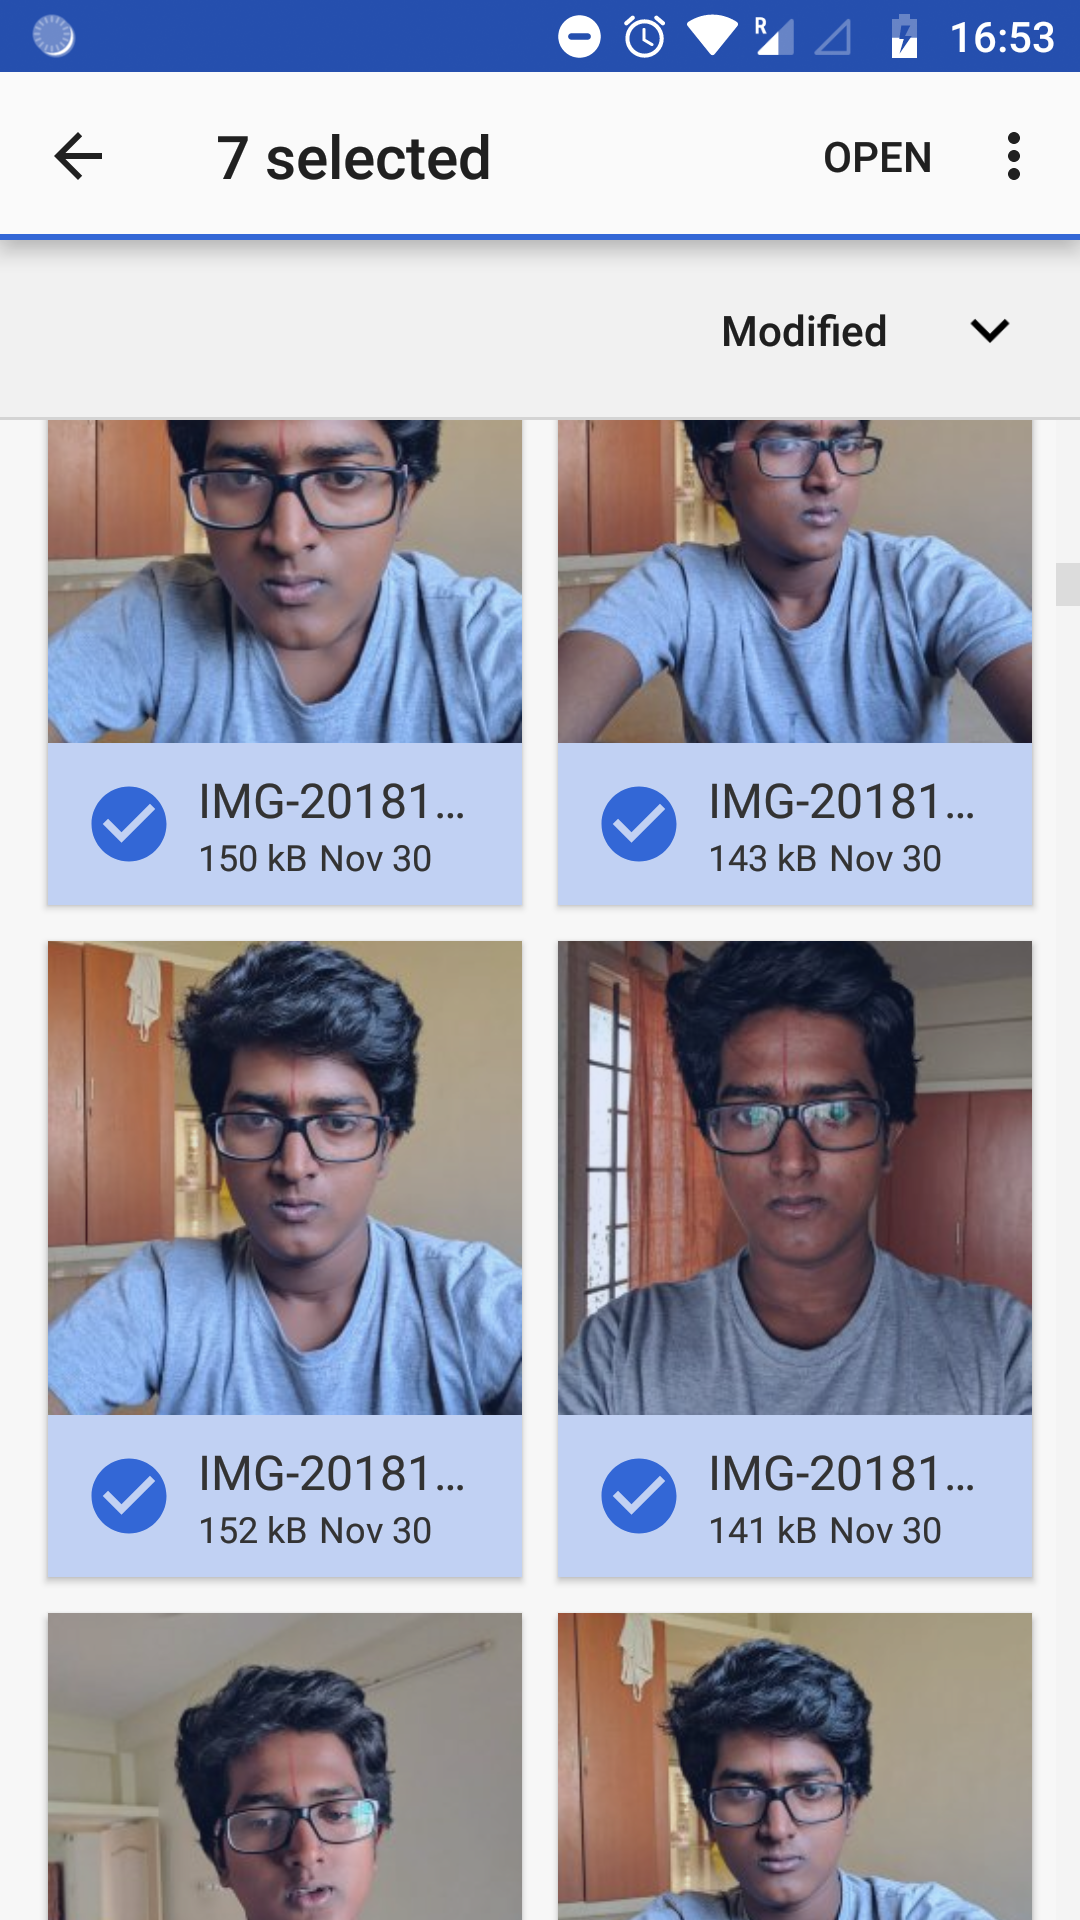 R 16:53
7 selected OPEN
Modified
IMG-20181…
150 kB Nov 30
IMG-20181…
143 kB Nov 30
IMG-20181…
152 kB Nov 30
IMG-20181…
141 kB Nov 30